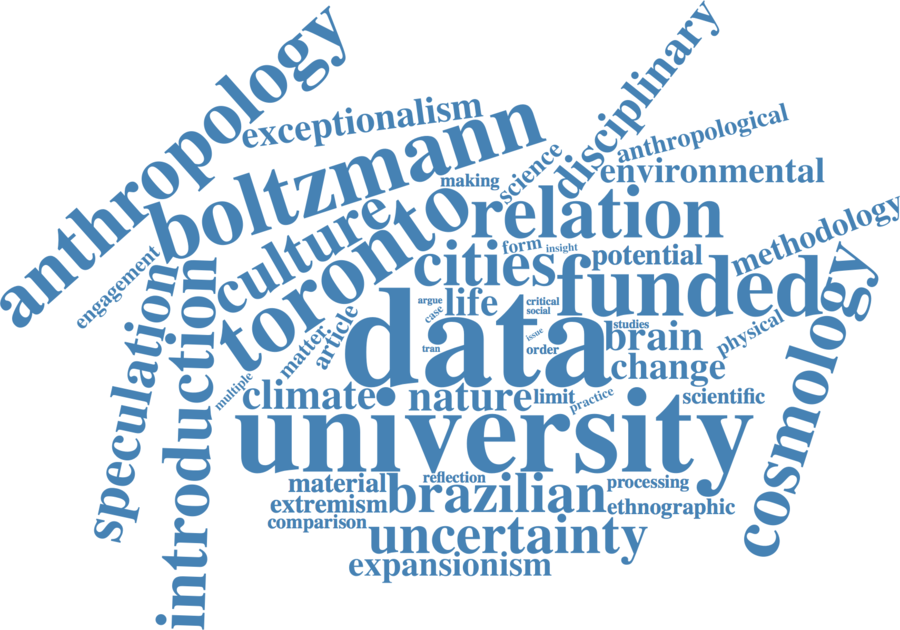 anthropology
exceptionalism
boltzmann
disciplinary
anthropological
science
making
environmental
culture
toronto
relation
engagement
form
insight
cities
potential
methodology
speculation
introduction
argue
life
critical
social
funded
cosmology
case
data
issue
studies
brain
physical
matter
article
tran
order
change
multiple
climate
nature
limit
practice
scientific
university
material
reflection
brazilian
processing
extremism
ethnographic
comparison
uncertainty
expansionism